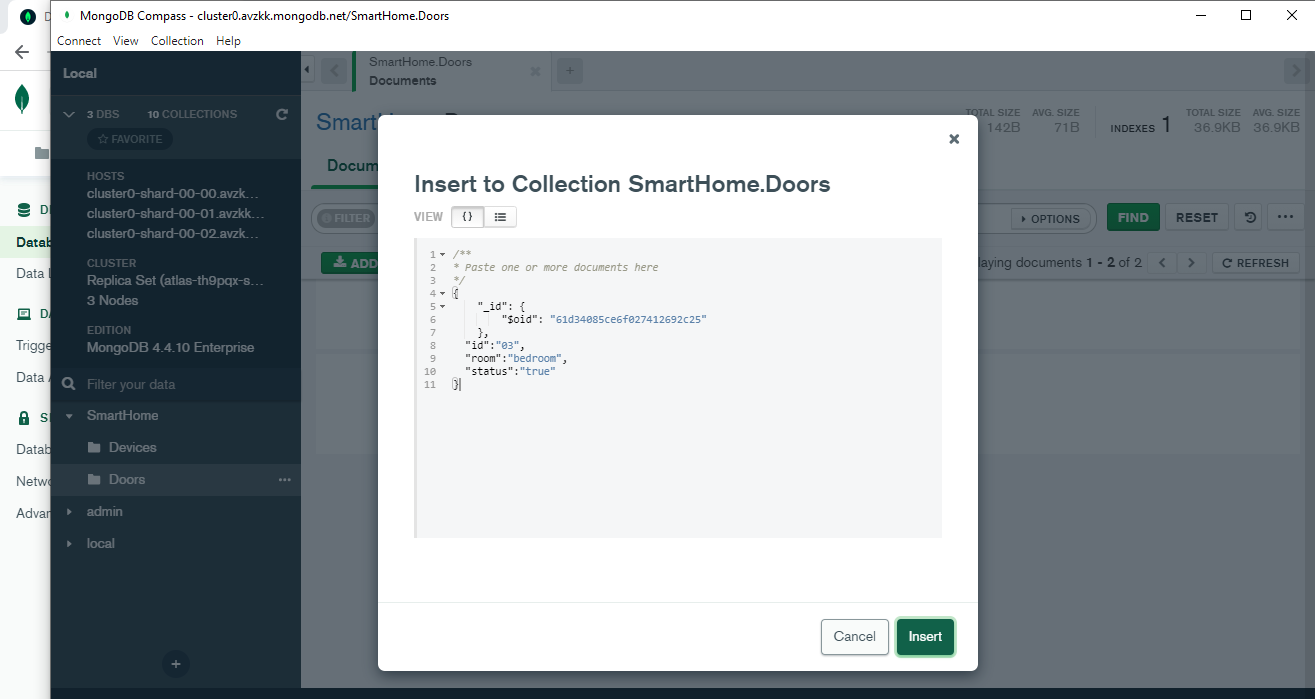 MongoDB Compass - cluster0.avzkk.mongodb.net/SmartHome.Doors
Connect View Collection Help
Local
3 DBS 10 COLLECTIONS
FAVORITE
HOSTS
cluster0-shard-00-00.avzk...
cluster0-shard-00-01.avzkk...
cluster0-shard-00-02.avzk...
CLUSTER
Replica Set (atlas-th9pqx-s...
3 Nodes
EDITION
MongoDB 4.4.10 Enterprise
Filter your data
SmartHome
Devices
Doors
admin
local
D
Datab
Data L
DA
Trigge
Data A
SE
Datab
Netwo
Advan
SmartHome.Doors
Documents
Smart
TOTAL SIZE AVG. SIZE
142B 71B
INDEXES 1
TOTAL SIZE AVG. SIZE
36.9KB 36.9KB
Docum
FILTER
OPTIONS
FIND
RESET
ADD
laying documents 1 - 2 of 2
REFRESH
Insert to Collection SmartHome.Doors
VIEW {}
1 /**
2 * Paste one or more documents here
3 */
4 {
5 "_id": {
6 "$oid": "61d34085ce6f027412692c25"
7 },
8 "id":"03",
9 "room":"bedroom",
10 "status":"true"
11 }
Cancel
Insert